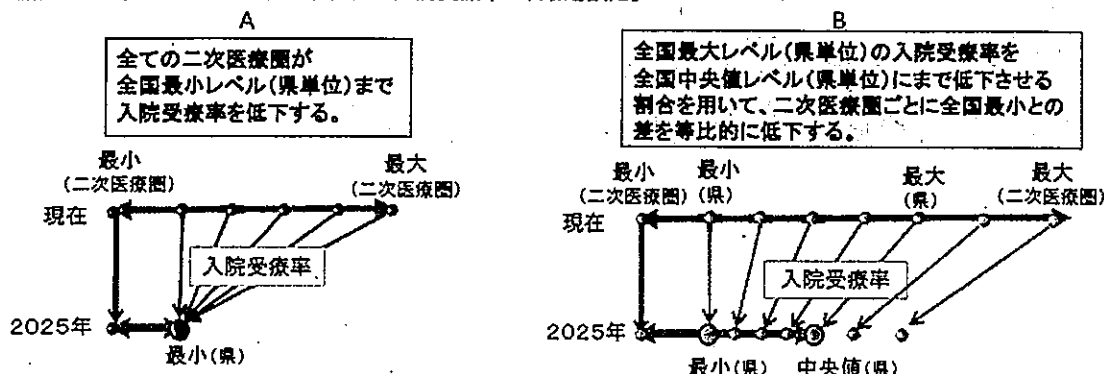 A
全ての二次医療圏が
全国最小レベル(県単位)まで
入院受療率を低下する。
最小
(二次医療圏)
最大
(二次医療圏)
現在
入院受療率
2025年
最小(県)
B
全国最大レベル(県単位)の入院受療率を
全国中央値レベル(県単位)にまで低下させる
割合を用いて、二次医療圏ごとに全国最小との
差を等比的に低下する。
最小
(二次医療圏)
最小
(県)
最大
(県)
最大
(二次医療圏)
現在
入院受療率
2025年
最小(県)
中央値(県)